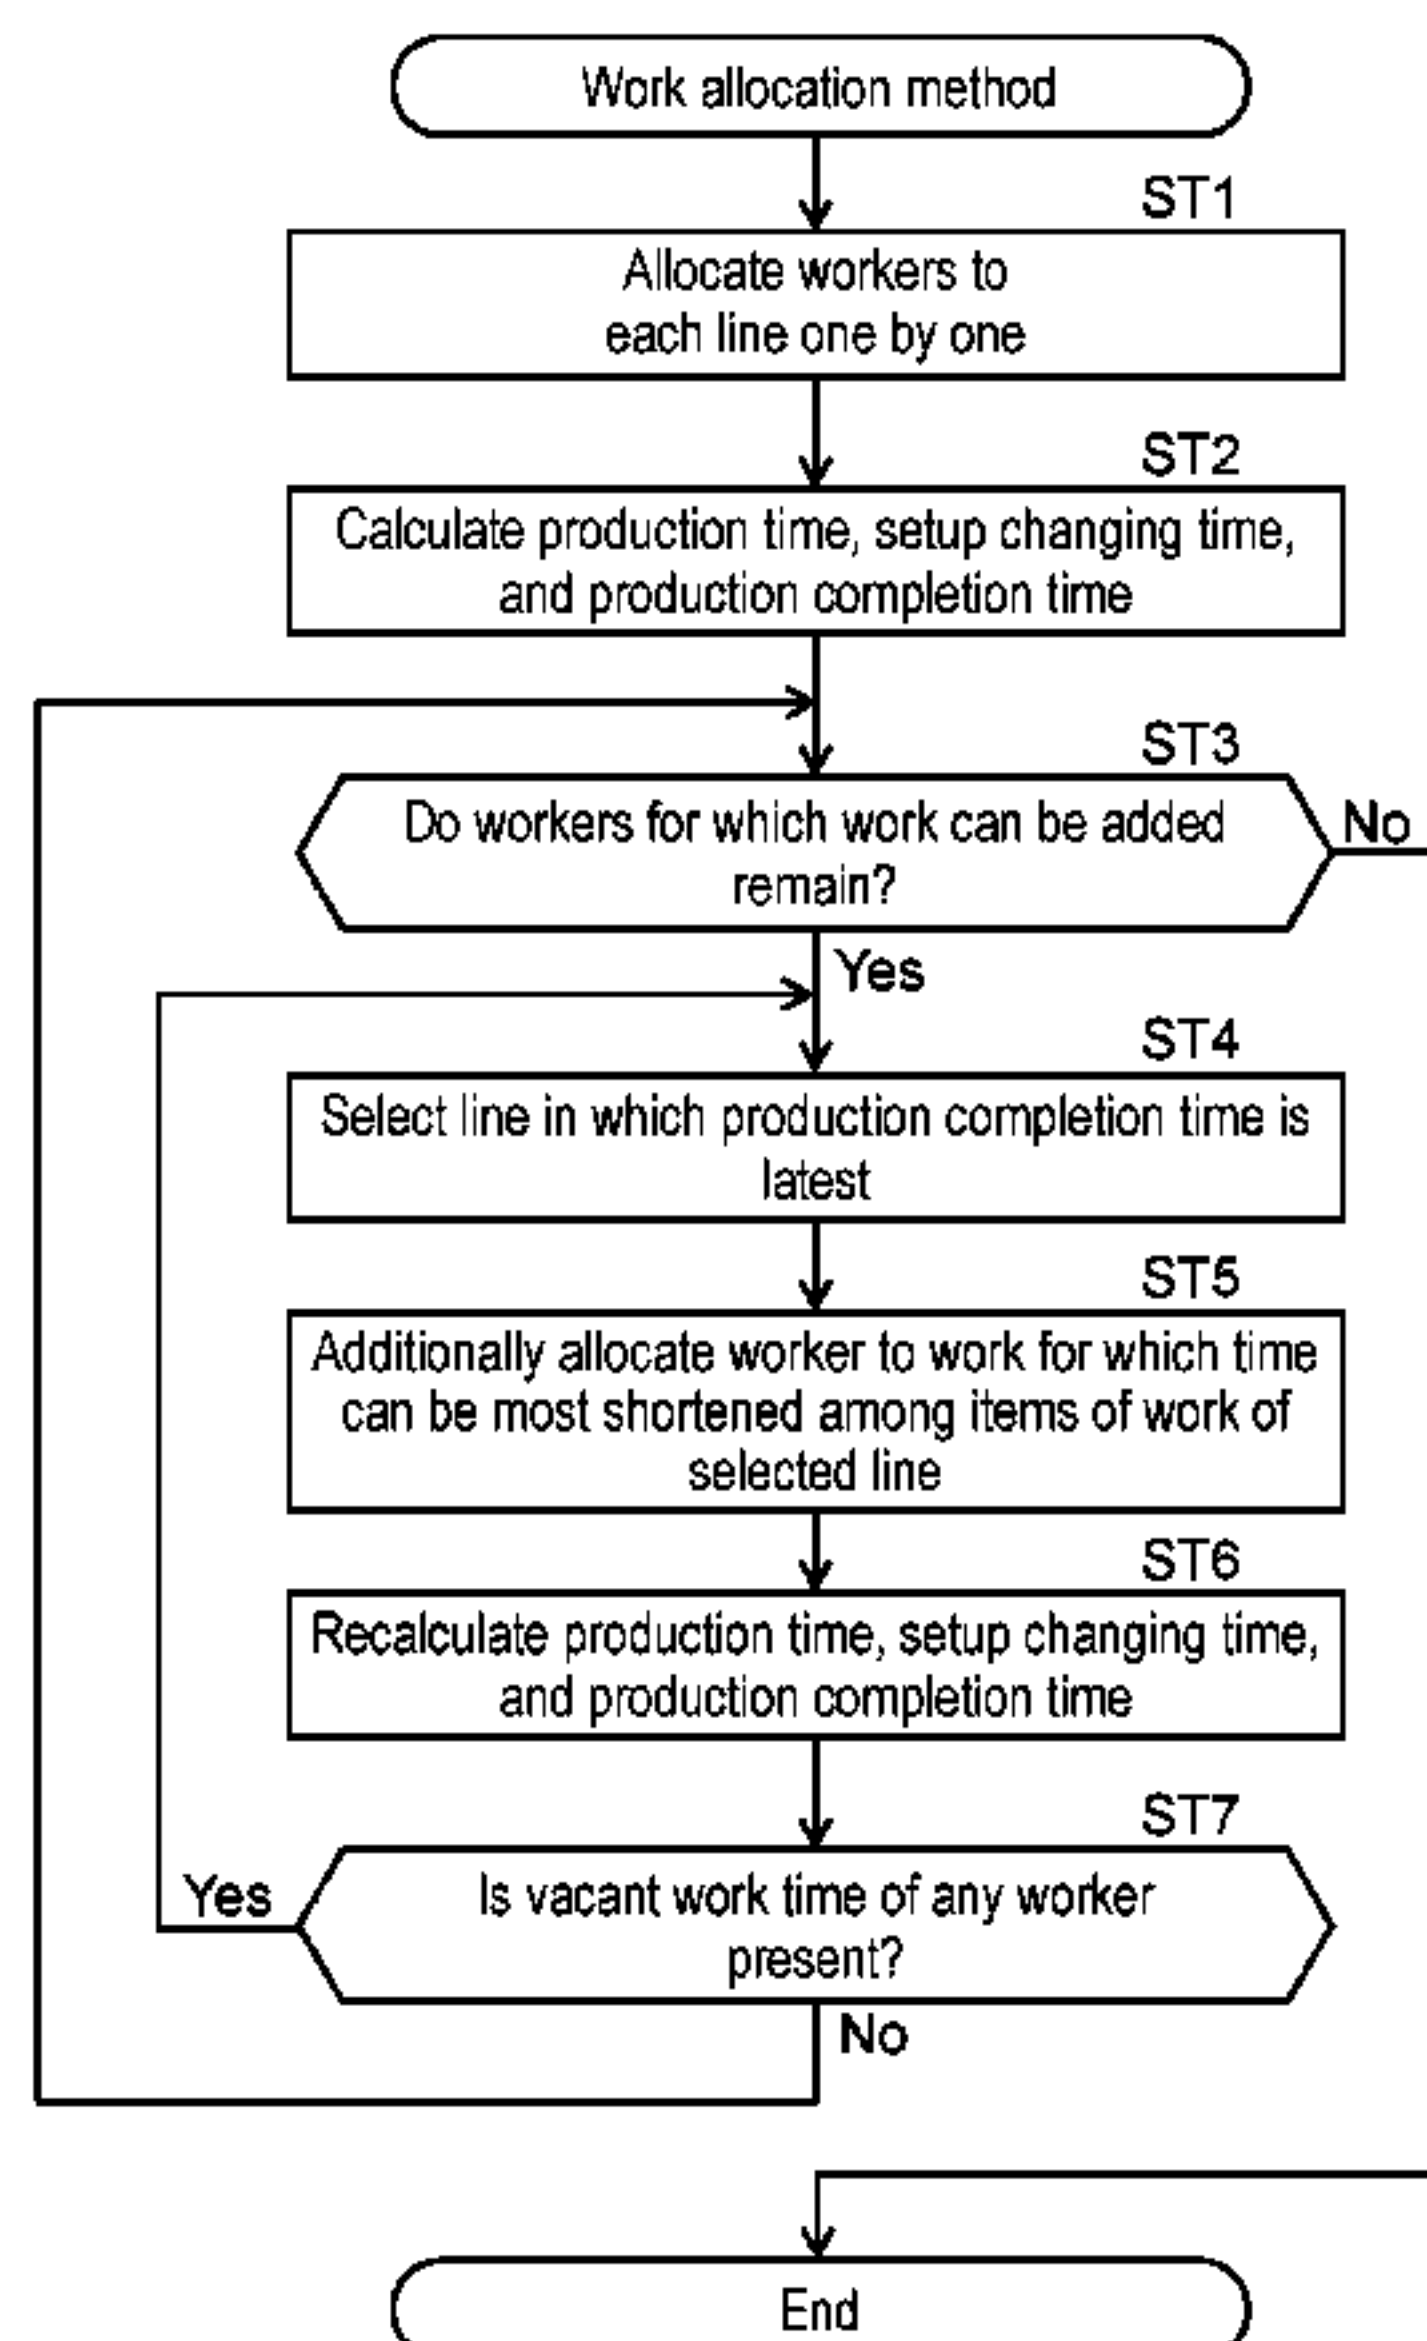 Work allocation method
ST1
Allocate workers to
each line one by one
ST2
Calculate production time, setup changing time,
and production completion time
ST3
Do workers for which work can be added
remain?
No
Yes
ST4
Select line in which production completion time is
latest
ST5
Additionally allocate worker to work for which time
can be most shortened among items of work of
selected line
ST6
Recalculate production time, setup changing time,
and production completion time
ST7
Is vacant work time of any worker
present?
Yes
No
End